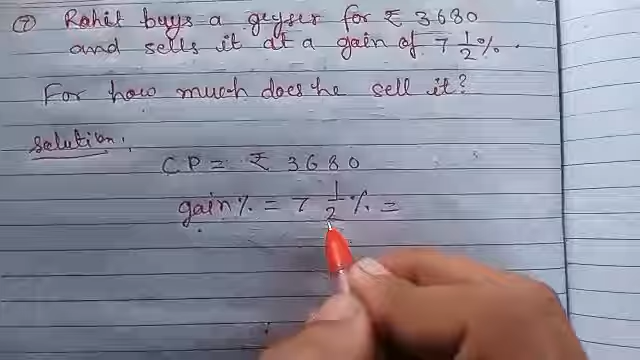 7 Rohit buys a geyser for ₹ 3680
and sells it at a gain of 7 1/2 %.
For how much does he sell it?
Solution:
CP = ₹ 3680
gain % = 7 1/2 % =